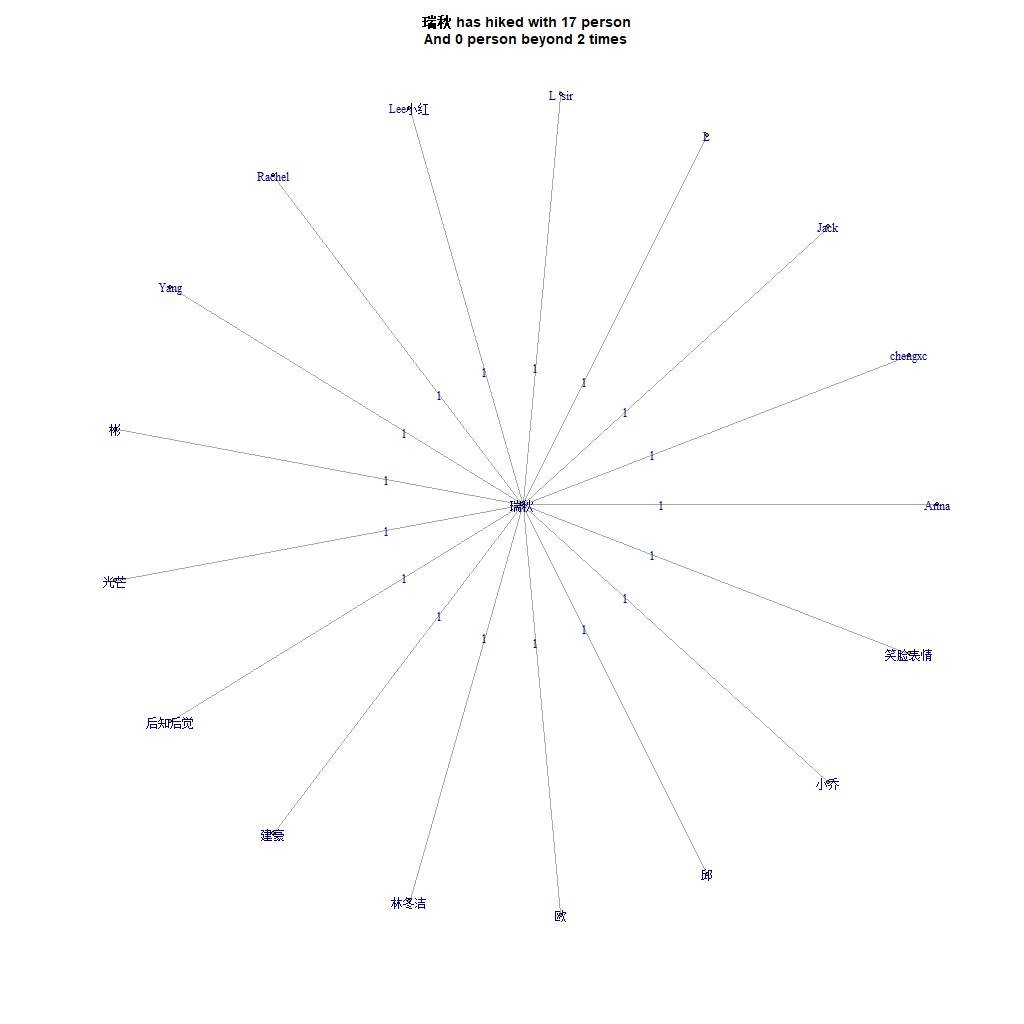 瑞秋 has hiked with 17 person
And 0 person beyond 2 times
L sir
Lee小红
L
Rachel
Jack
Yang
chengxc
1
1
1
1
1
1
1
彬
1
1
1
瑞秋
1
Anna
1
1
光芒
1
1
1
1
1
笑脸表情
后知后觉
小乔
建豪
邱
林冬洁
欧